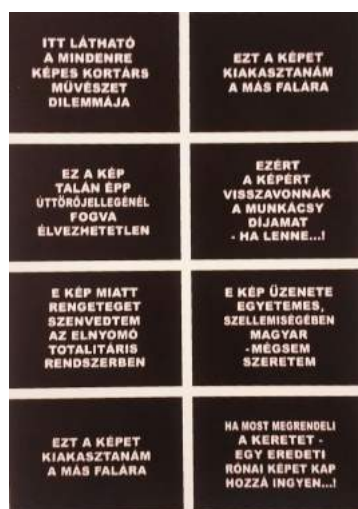 ITT LÁTHATÓ
A MINDENRE
KÉPES KORTÁRS
MŰVÉSZET
DILEMMÁJA
EZT A KÉPET
KIAKASZTANÁM
A MÁS FALÁRA
EZ A KÉP
TALÁN ÉPP
ÚTTÖRŐJELLEGÉNÉL
FOGVA
ÉLVEZHETETLEN
EZÉRT
A KÉPÉRT
VISSZAVONNÁK
A MUNKÁCSY
DÍJAMAT
- HA LENNE...!
E KÉP MIATT
RENGETEGET
SZENVEDTEM
AZ ELNYOMÓ
TOTALITÁRIS
RENDSZERBEN
E KÉP ÜZENETE
EGYETEMES,
SZELLEMISÉGÉBEN
MAGYAR
-MÉGSEM
SZERETEM
EZT A KÉPET
KIAKASZTANÁM
A MÁS FALÁRA
HA MOST MEGRENDELI
A KERETET -
EGY EREDETI
RÓNAI KÉPET KAP
HOZZÁ INGYEN...!